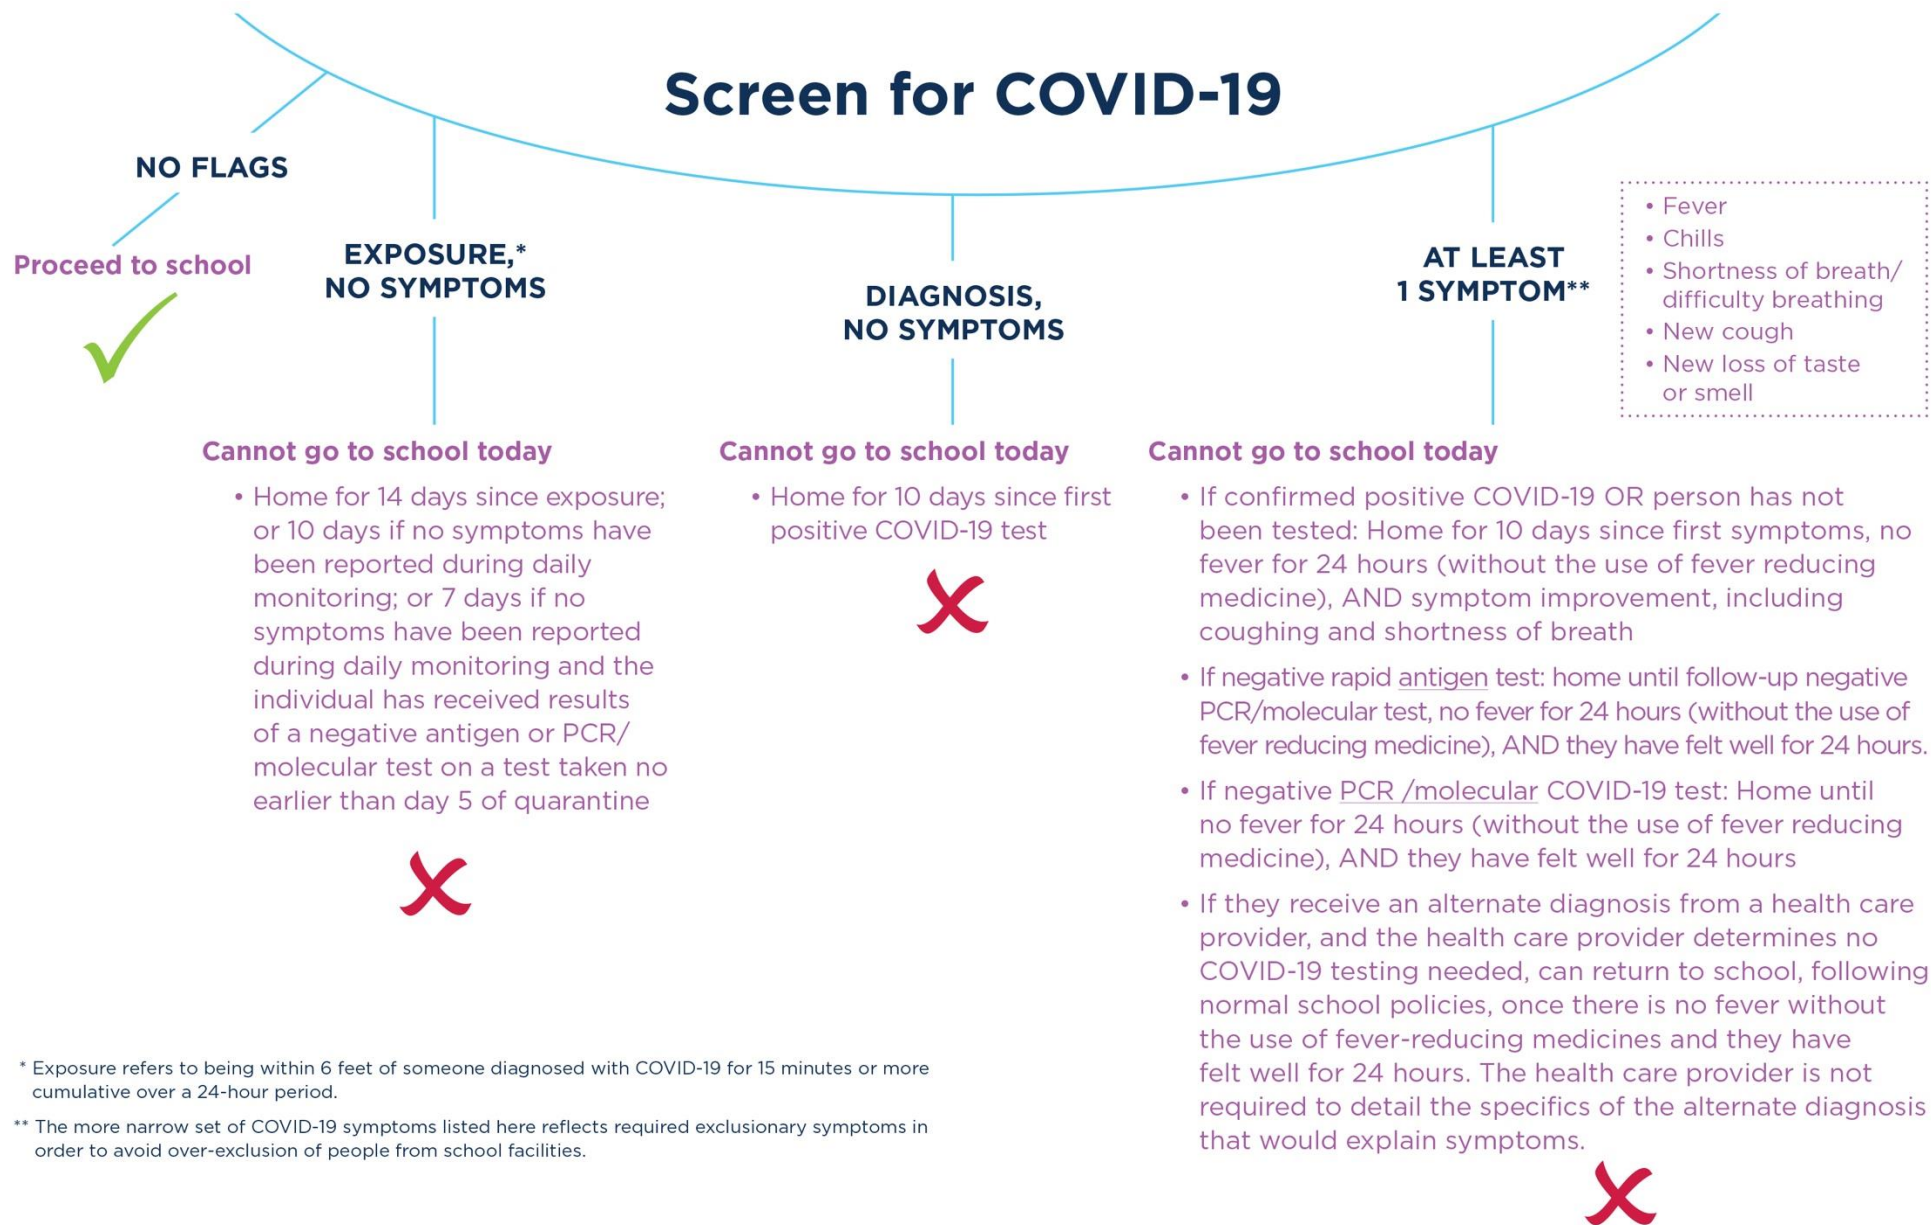 Screen for COVID-19
NO FLAGS
Proceed to school
EXPOSURE,*
NO SYMPTOMS
Cannot go to school today
• Home for 14 days since exposure;
or 10 days if no symptoms have
been reported during daily
monitoring; or 7 days if no
symptoms have been reported
during daily monitoring and the
individual has received results
of a negative antigen or PCR/
molecular test on a test taken no
earlier than day 5 of quarantine
DIAGNOSIS,
NO SYMPTOMS
Cannot go to school today
• Home for 10 days since first
positive COVID-19 test
AT LEAST
1 SYMPTOM**
• Fever
• Chills
• Shortness of breath/
difficulty breathing
• New cough
• New loss of taste
or smell
Cannot go to school today
• If confirmed positive COVID-19 OR person has not
been tested: Home for 10 days since first symptoms, no
fever for 24 hours (without the use of fever reducing
medicine), AND symptom improvement, including
coughing and shortness of breath
• If negative rapid antigen test: home until follow-up negative
PCR/molecular test, no fever for 24 hours (without the use of
fever reducing medicine), AND they have felt well for 24 hours.
• If negative PCR /molecular COVID-19 test: Home until
no fever for 24 hours (without the use of fever reducing
medicine), AND they have felt well for 24 hours
• If they receive an alternate diagnosis from a health care
provider, and the health care provider determines no
COVID-19 testing needed, can return to school, following
normal school policies, once there is no fever without
the use of fever-reducing medicines and they have
felt well for 24 hours. The health care provider is not
required to detail the specifics of the alternate diagnosis
that would explain symptoms.
* Exposure refers to being within 6 feet of someone diagnosed with COVID-19 for 15 minutes or more
cumulative over a 24-hour period.
** The more narrow set of COVID-19 symptoms listed here reflects required exclusionary symptoms in
order to avoid over-exclusion of people from school facilities.